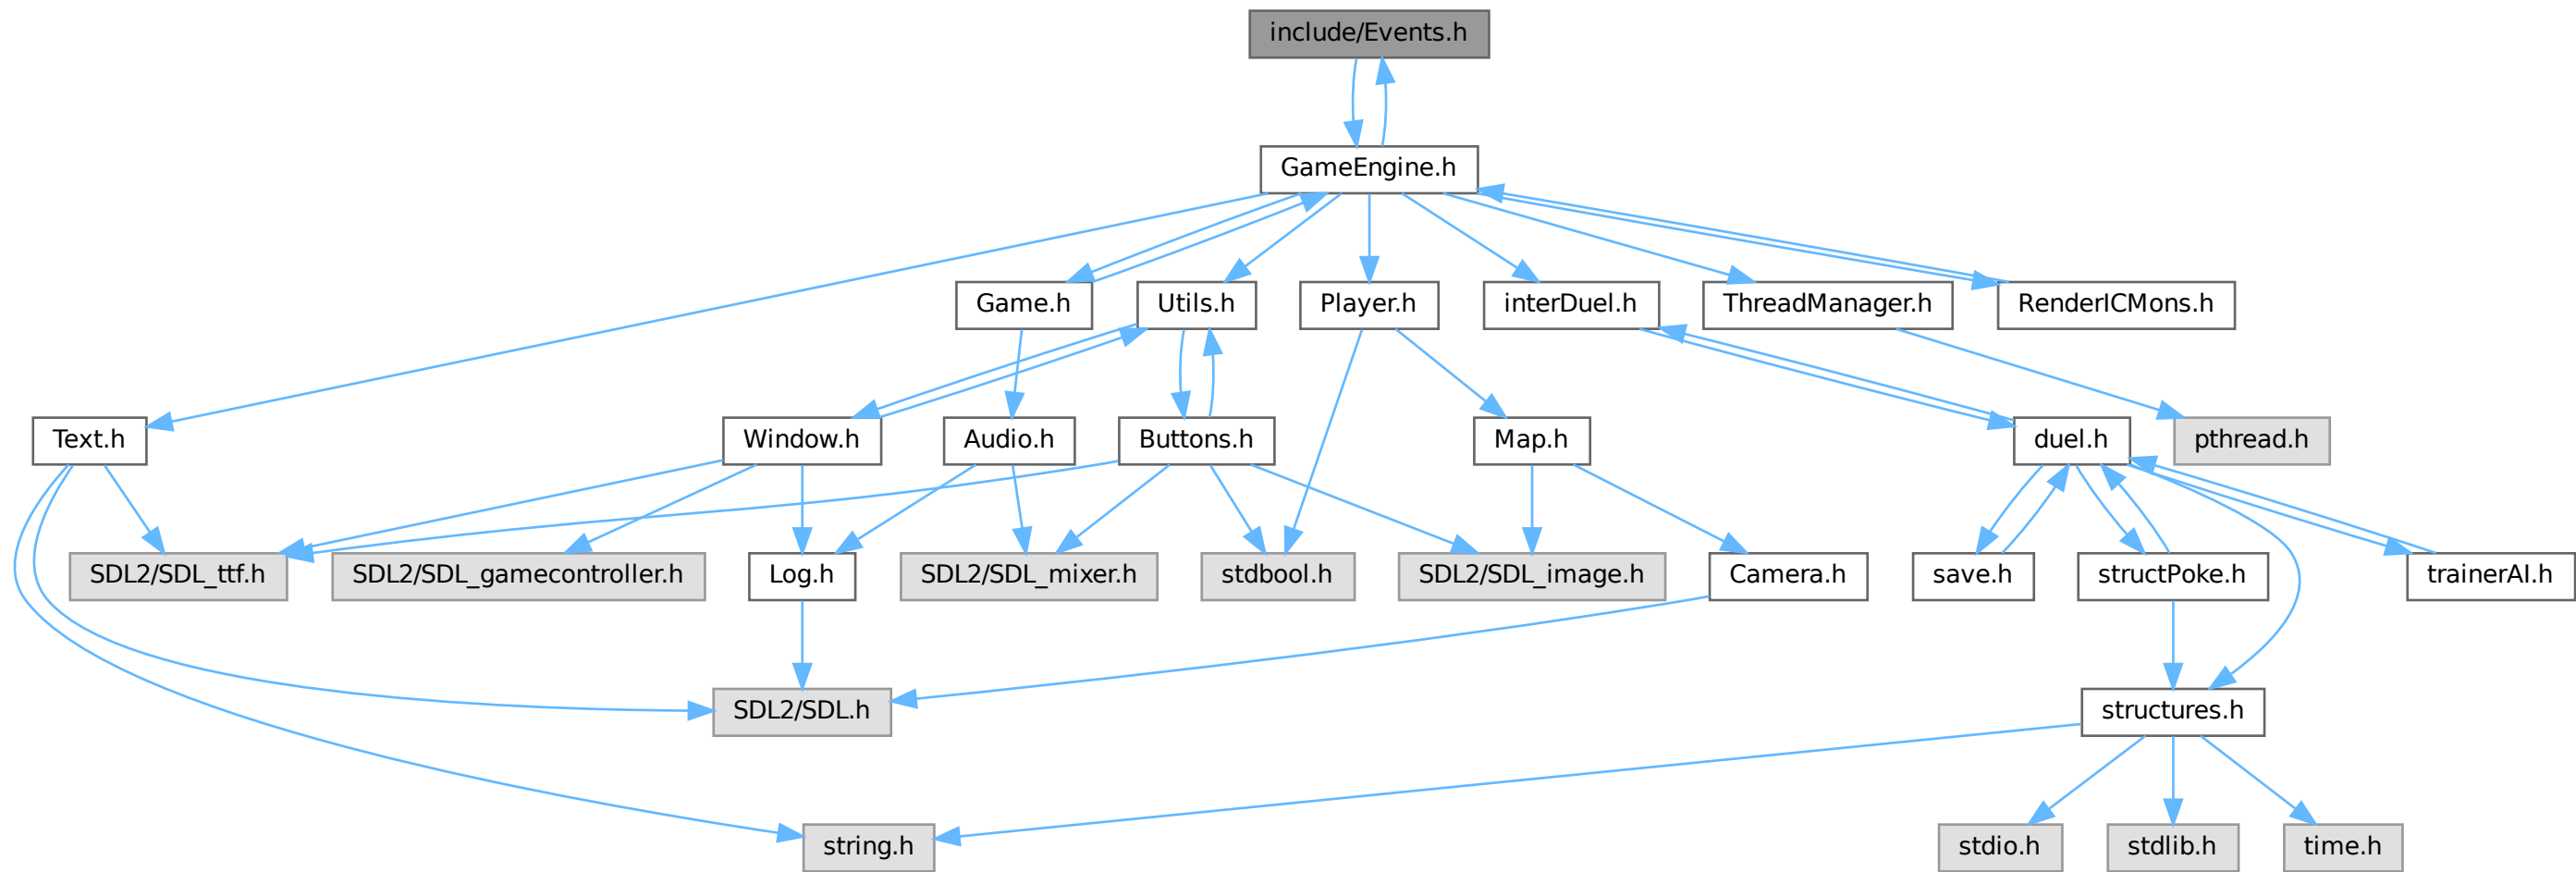 include/Events.h
GameEngine.h
Game.h
Utils.h
Player.h
interDuel.h
ThreadManager.h
RenderICMons.h
Text.h
Window.h
Audio.h
Buttons.h
Map.h
duel.h
pthread.h
SDL2/SDL_ttf.h
SDL2/SDL_gamecontroller.h
Log.h
SDL2/SDL_mixer.h
stdbool.h
SDL2/SDL_image.h
Camera.h
save.h
structPoke.h
trainerAI.h
SDL2/SDL.h
structures.h
string.h
stdio.h
stdlib.h
time.h